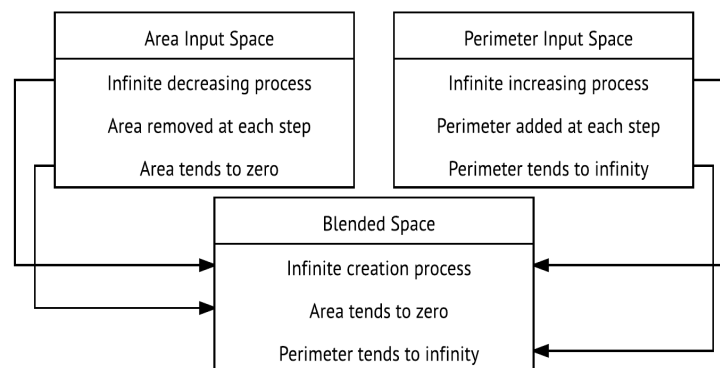 Area Input Space
Infinite decreasing process
Area removed at each step
Area tends to zero
Perimeter Input Space
Infinite increasing process
Perimeter added at each step
Perimeter tends to infinity
Blended Space
Infinite creation process
Area tends to zero
Perimeter tends to infinity